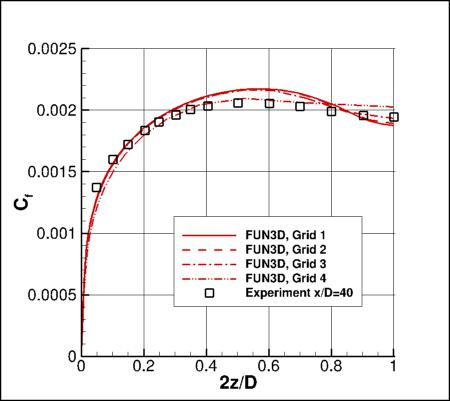 0.0025
0.002
0.0015
0.001
0.0005
0
C_f
FUN3D, Grid 1
FUN3D, Grid 2
FUN3D, Grid 3
FUN3D, Grid 4
Experiment x/D=40
0 0.2 0.4 0.6 0.8 1
2z/D